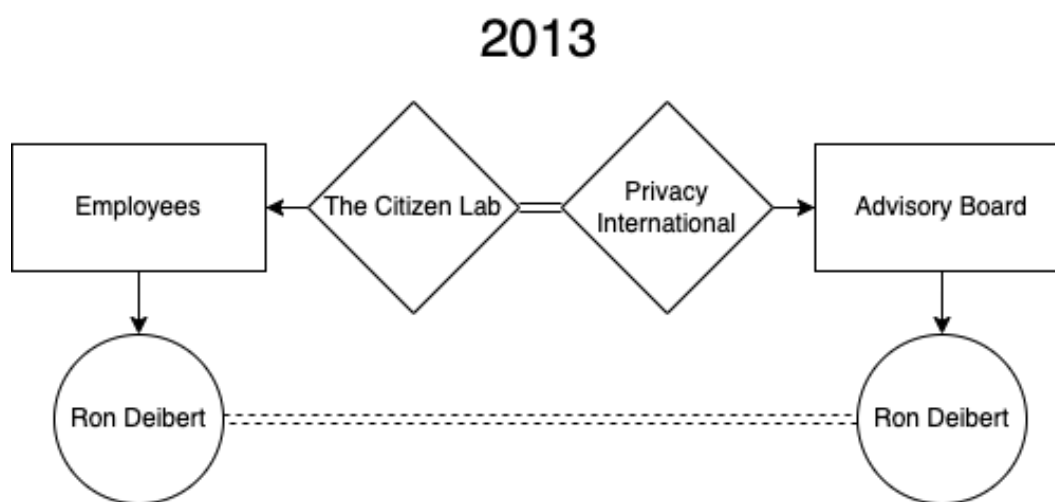 2013
Employees
The Citizen Lab
Privacy
International
Advisory Board
Ron Deibert
Ron Deibert